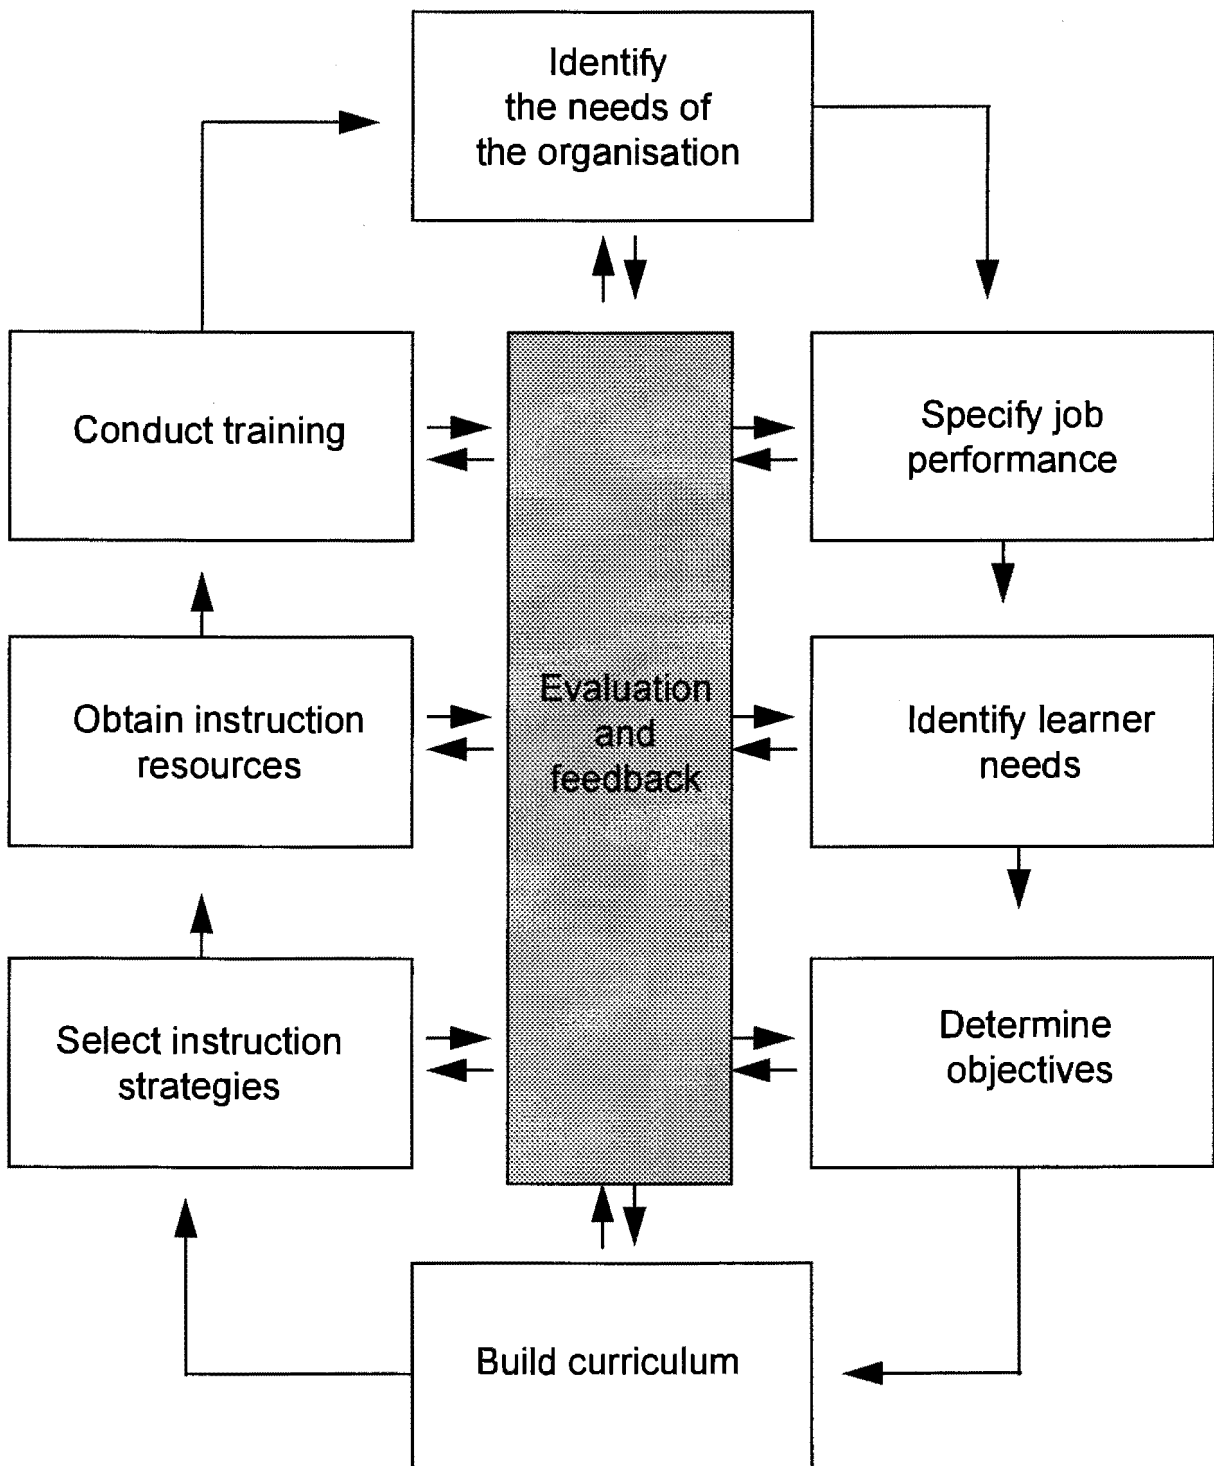 Identify
the needs of
the organisation
Conduct training
Specify job
performance
Obtain instruction
resources
Evaluation
and
feedback
Identify learner
needs
Select instruction
strategies
Determine
objectives
Build curriculum